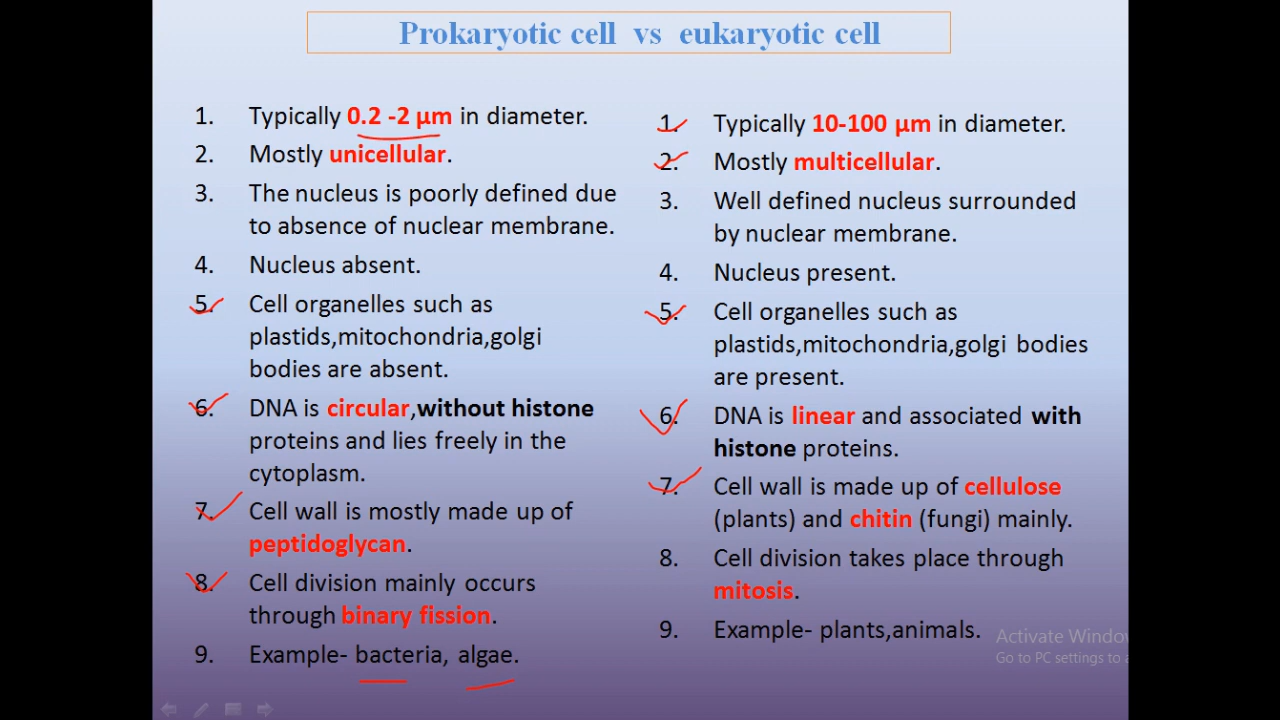 Prokaryotic cell vs eukaryotic cell
1. Typically 0.2 -2 µm in diameter.
2. Mostly unicellular.
3. The nucleus is poorly defined due
to absence of nuclear membrane.
4. Nucleus absent.
5. Cell organelles such as
plastids,mitochondria,golgi
bodies are absent.
6. DNA is circular,without histone
proteins and lies freely in the
cytoplasm.
7. Cell wall is mostly made up of
peptidoglycan.
8. Cell division mainly occurs
through binary fission.
9. Example- bacteria, algae.
1. Typically 10-100 µm in diameter.
2. Mostly multicellular.
3. Well defined nucleus surrounded
by nuclear membrane.
4. Nucleus present.
5. Cell organelles such as
plastids,mitochondria,golgi bodies
are present.
6. DNA is linear and associated with
histone proteins.
7. Cell wall is made up of cellulose
(plants) and chitin (fungi) mainly.
8. Cell division takes place through
mitosis.
9. Example- plants,animals.
Activate Windo
Go to PC settings to a